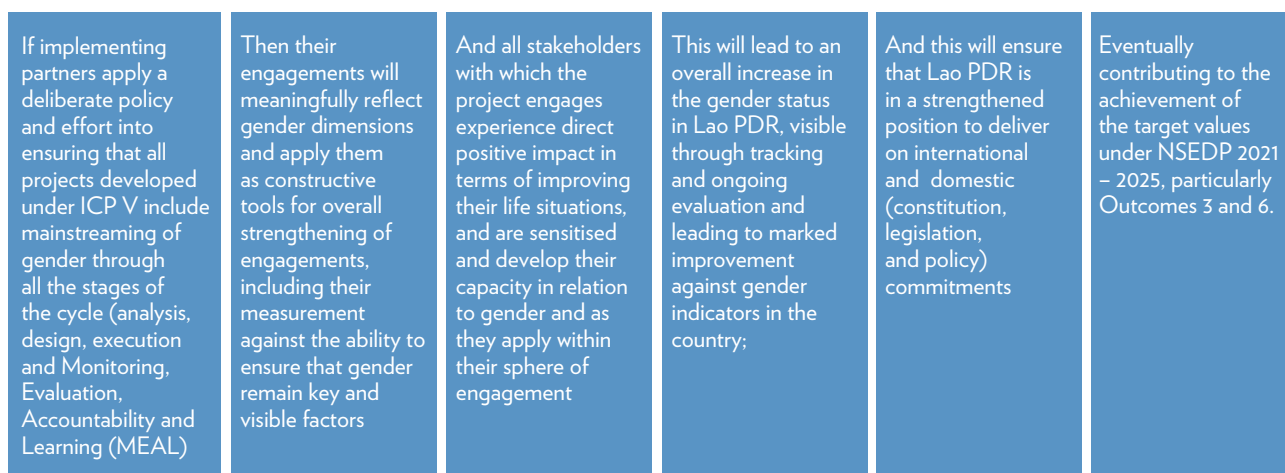 If implementing
partners apply a
deliberate policy
and effort into
ensuring that all
projects developed
under ICP V include
mainstreaming of
gender through
all the stages of
the cycle (analysis,
design, execution
and Monitoring,
Evaluation,
Accountability and
Learning (MEAL)
Then their
engagements will
meaningfully reflect
gender dimensions
and apply them
as constructive
tools for overall
strengthening of
engagements,
including their
measurement
against the ability to
ensure that gender
remain key and
visible factors
And all stakeholders
with which the
project engages
experience direct
positive impact in
terms of improving
their life situations,
and are sensitised
and develop their
capacity in relation
to gender and as
they apply within
their sphere of
engagement
This will lead to an
overall increase in
the gender status
in Lao PDR, visible
through tracking
and ongoing
evaluation and
leading to marked
improvement
against gender
indicators in the
country;
And this will ensure
that Lao PDR is
in a strengthened
position to deliver
on international
and domestic
(constitution,
legislation,
and policy)
commitments
Eventually
contributing to the
achievement of
the target values
under NSEDP 2021
– 2025, particularly
Outcomes 3 and 6.